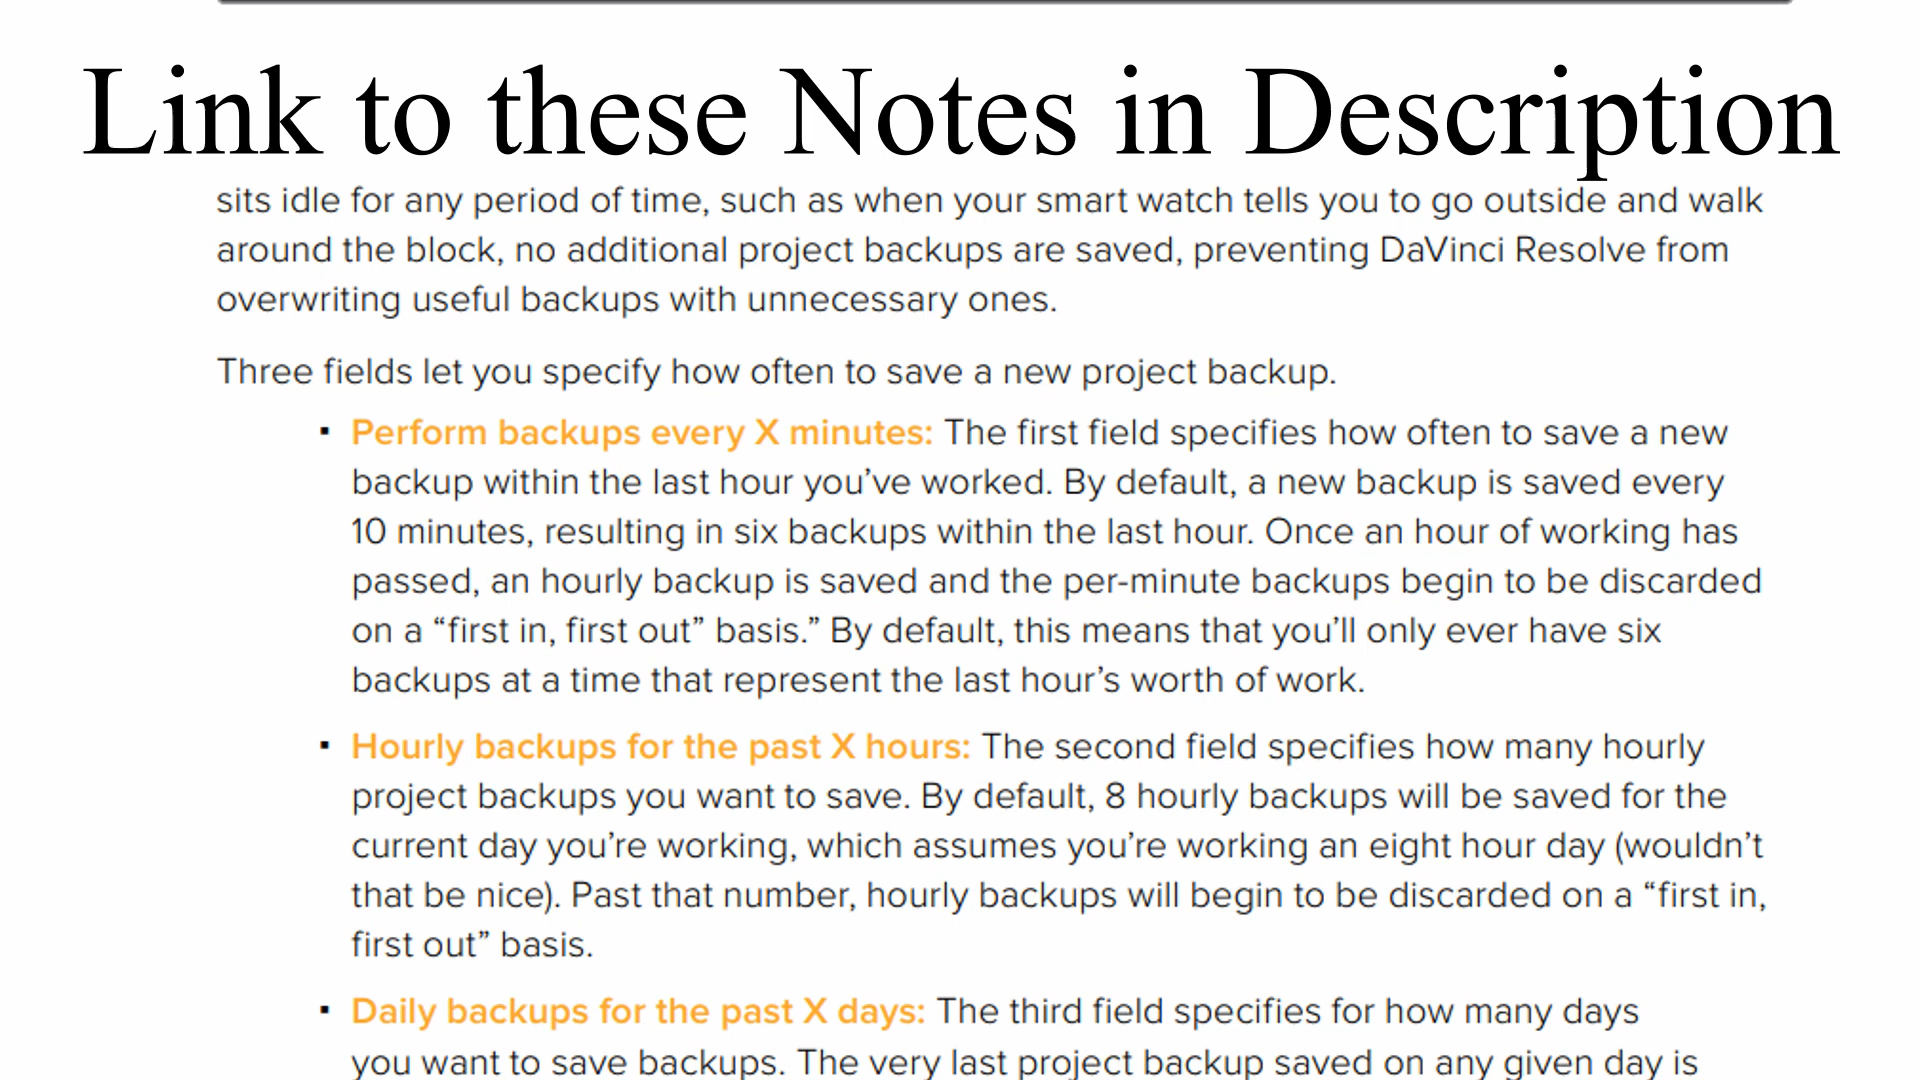 Link to these Notes in Description
sits idle for any period of time, such as when your smart watch tells you to go outside and walk
around the block, no additional project backups are saved, preventing DaVinci Resolve from
overwriting useful backups with unnecessary ones.
Three fields let you specify how often to save a new project backup.
▪ Perform backups every X minutes: The first field specifies how often to save a new
backup within the last hour you’ve worked. By default, a new backup is saved every
10 minutes, resulting in six backups within the last hour. Once an hour of working has
passed, an hourly backup is saved and the per-minute backups begin to be discarded
on a “first in, first out” basis.” By default, this means that you’ll only ever have six
backups at a time that represent the last hour’s worth of work.
▪ Hourly backups for the past X hours: The second field specifies how many hourly
project backups you want to save. By default, 8 hourly backups will be saved for the
current day you’re working, which assumes you’re working an eight hour day (wouldn’t
that be nice). Past that number, hourly backups will begin to be discarded on a “first in,
first out” basis.
▪ Daily backups for the past X days: The third field specifies for how many days
you want to save backups. The very last project backup saved on any given day is